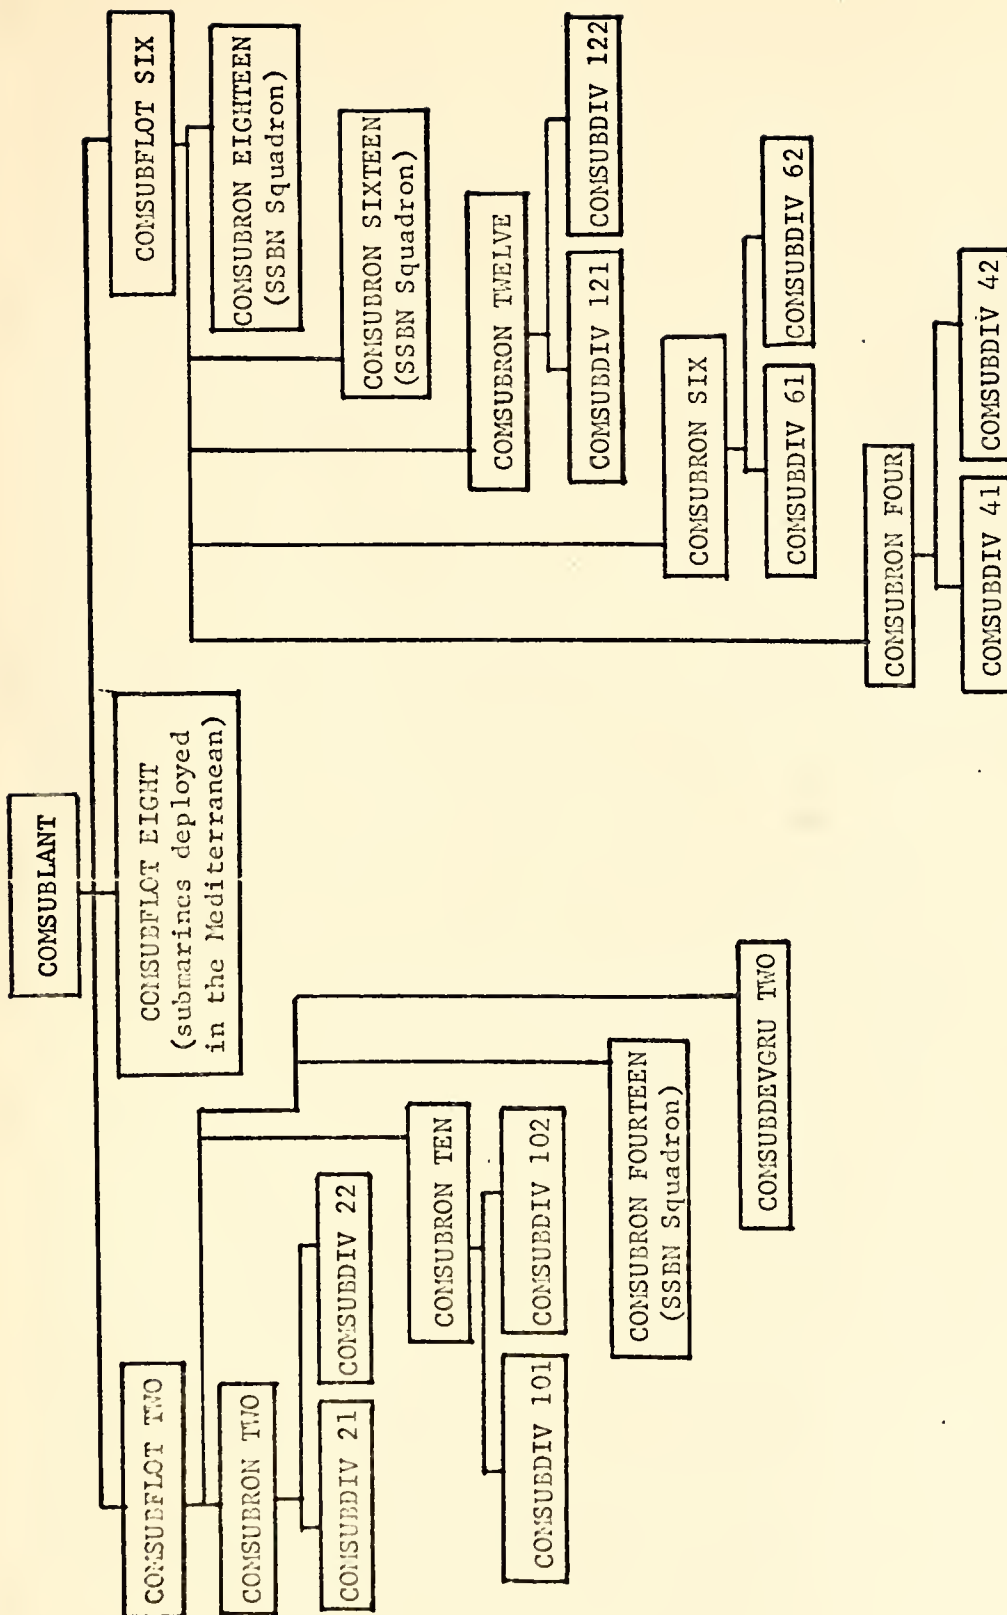 COMSUBLANT
COMSUBFLOT TWO
COMSUBFLOT EIGHT
(submarines deployed
in the Mediterranean)
COMSUBFLOT SIX
COMSUBRON TWO
COMSUBDIV 21
COMSUBDIV 22
COMSUBRON TEN
COMSUBDIV 101
COMSUBDIV 102
COMSUBRON FOURTEEN
(SSBN Squadron)
COMSUBDEVGRU TWO
COMSUBRON EIGHTEEN
(SSBN Squadron)
COMSUBRON SIXTEEN
(SSBN Squadron)
COMSUBRON TWELVE
COMSUBDIV 121
COMSUBDIV 122
COMSUBRON SIX
COMSUBDIV 61
COMSUBDIV 62
COMSUBRON FOUR
COMSUBDIV 41
COMSUBDIV 42